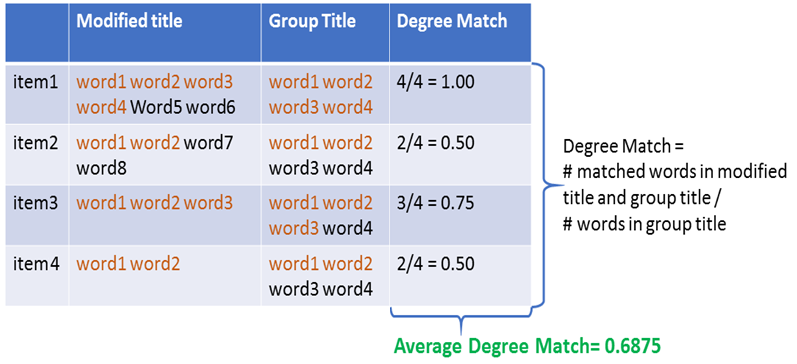 Modified title Group Title Degree Match
item1 word1 word2 word3 word1 word2 4/4 = 1.00
word4 Word5 word6 word3 word4
item2 word1 word2 word7 word1 word2 2/4 = 0.50
word8 word3 word4
item3 word1 word2 word3 word1 word2 3/4 = 0.75
word3 word4
item4 word1 word2 word1 word2 2/4 = 0.50
word3 word4
Degree Match =
# matched words in modified
title and group title /
# words in group title
Average Degree Match= 0.6875